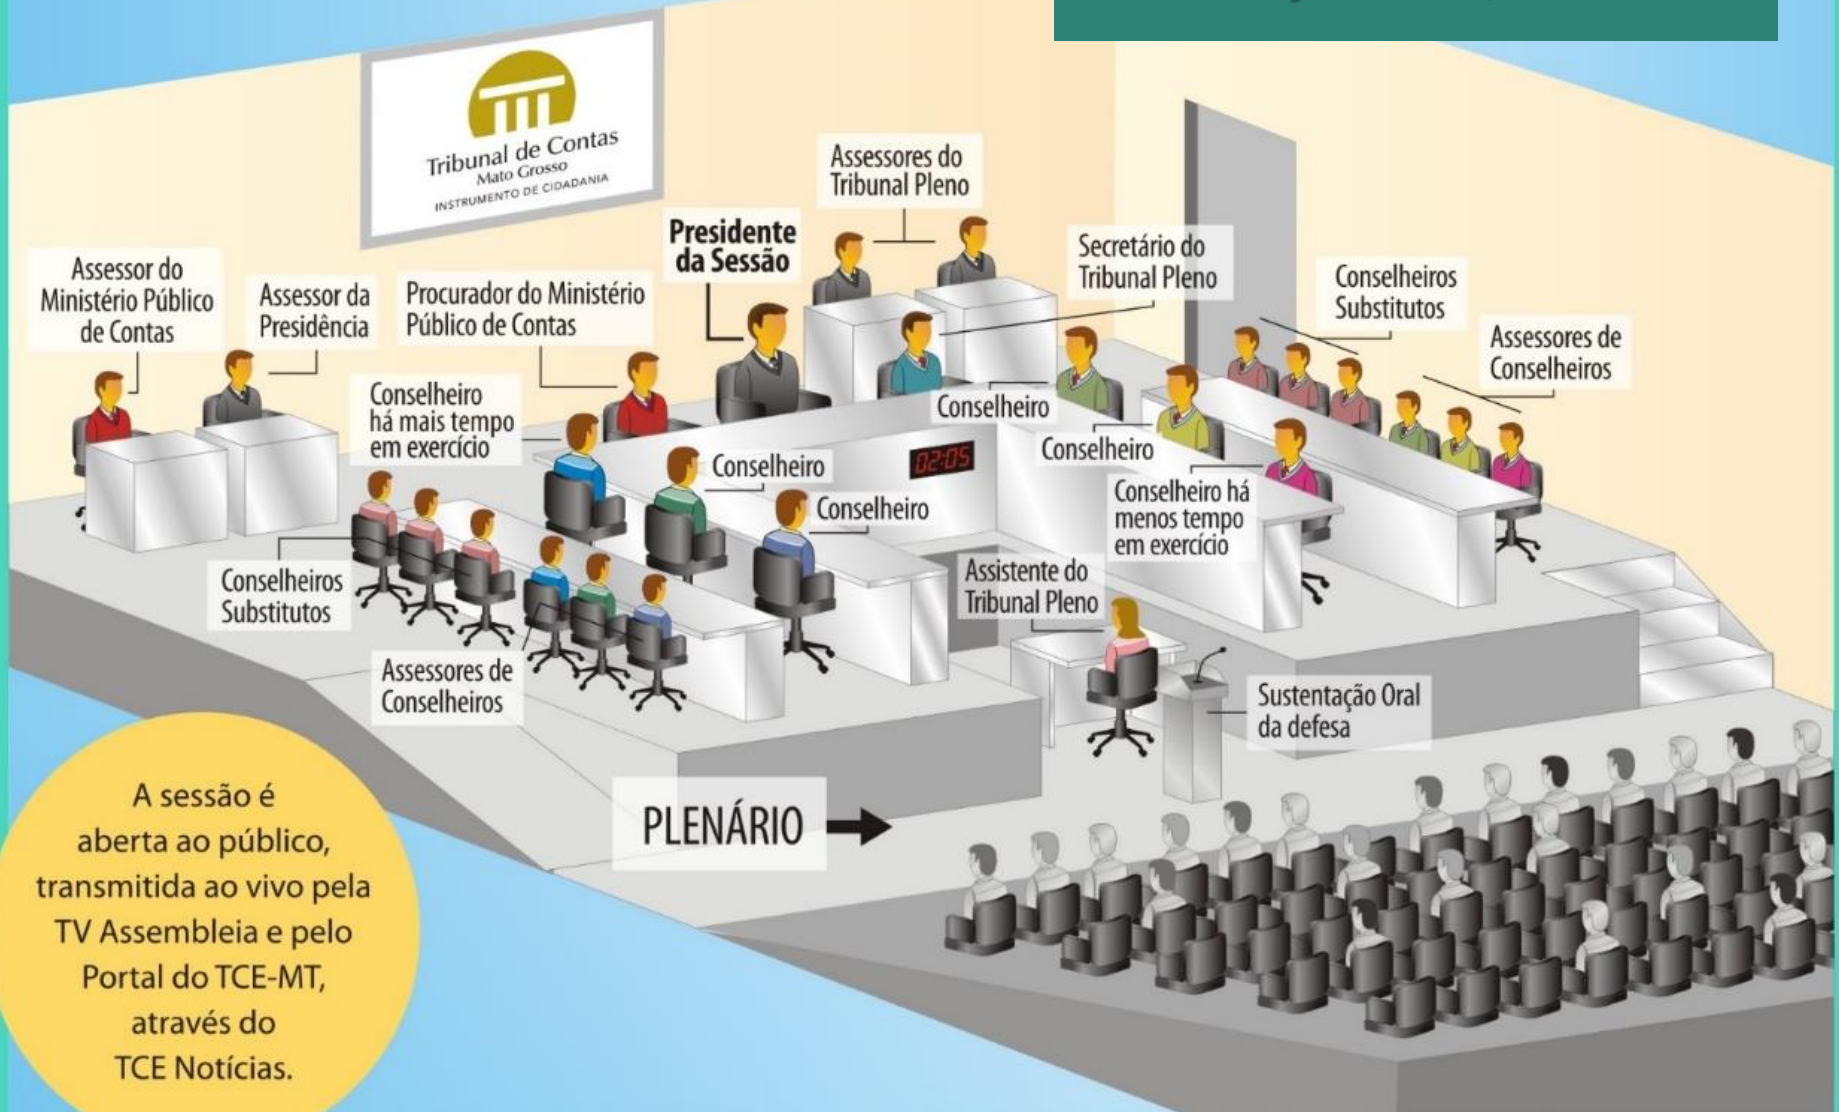 Tribunal de Contas
Mato Grosso
INSTRUMENTO DE CIDADANIA
Assessores do
Tribunal Pleno
Presidente
da Sessão
Secretário do
Tribunal Pleno
Conselheiros
Substitutos
Assessores de
Conselheiros
Assessor do
Ministério Público
de Contas
Assessor da
Presidência
Procurador do Ministério
Público de Contas
Conselheiro
há mais tempo
em exercício
Conselheiro
Conselheiro
Conselheiro
Conselheiro
02:05
Conselheiro há
menos tempo
em exercício
Conselheiros
Substitutos
Assistente do
Tribunal Pleno
Assessores de
Conselheiros
Sustentação Oral
da defesa
PLENÁRIO
A sessão é
aberta ao público,
transmitida ao vivo pela
TV Assembleia e pelo
Portal do TCE-MT,
através do
TCE Notícias.